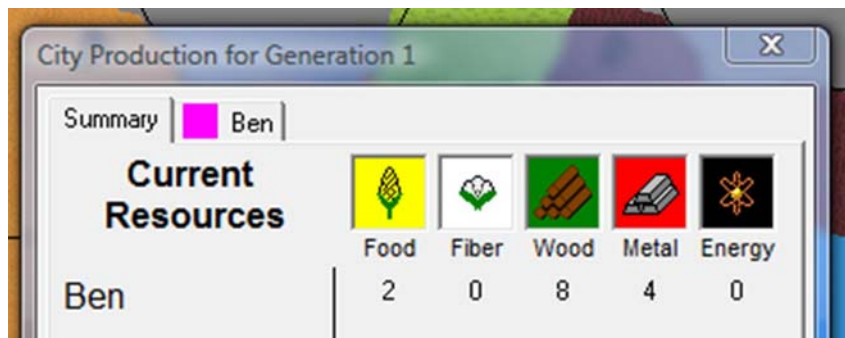 City Production for Generation 1
Summary Ben
Current
Resources
Food Fiber Wood Metal Energy
Ben 2 0 8 4 0